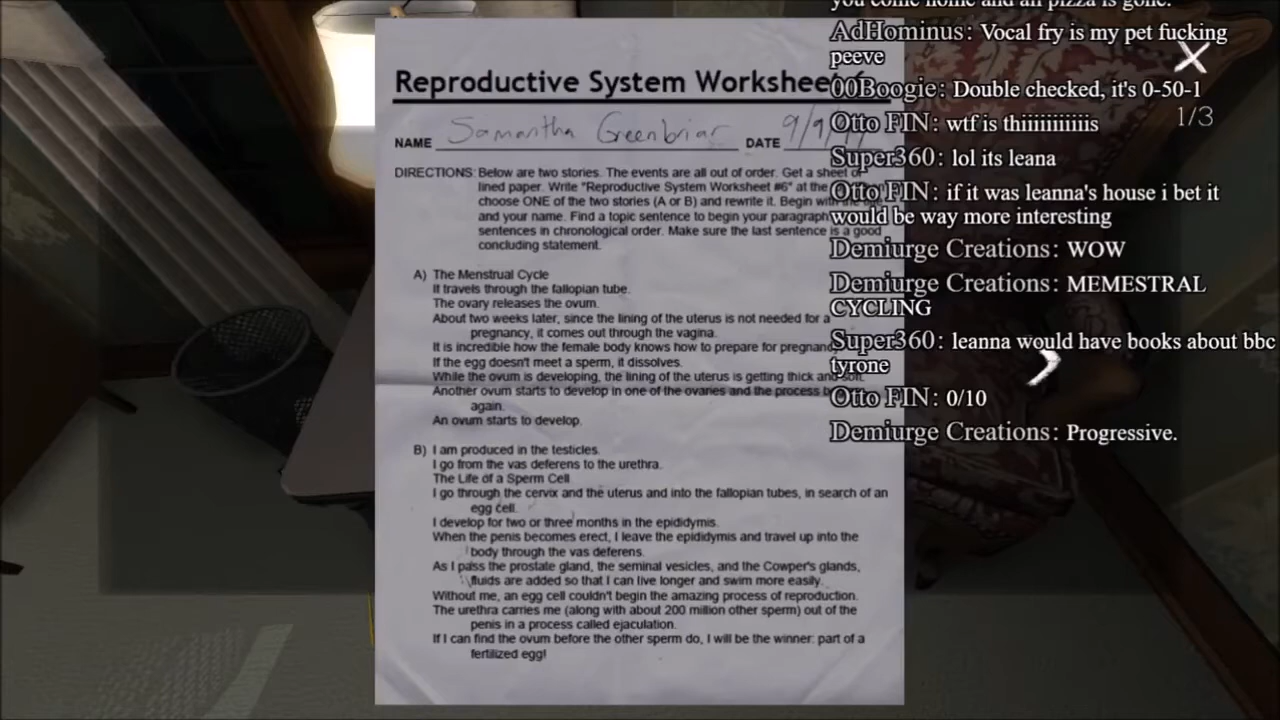 you come home and all pizza is gone.
AdHominus: Vocal fry is my pet fucking
peeve
00Boogie: Double checked, it's 0-50-1
Otto FIN: wtf is thiiiiiiiiiis
Super360: lol its leana
Otto FIN: if it was leanna's house i bet it
would be way more interesting
Demiurge Creations: WOW
Demiurge Creations: MEMESTRAL
CYCLING
Super360: leanna would have books about bbc
tyrone
Otto FIN: 0/10
Demiurge Creations: Progressive.
1/3
Reproductive System Worksheet
NAME Samantha Greenbriar DATE 9/9/
DIRECTIONS: Below are two stories. The events are all out of order. Get a sheet of
lined paper. Write "Reproductive System Worksheet #6" at the
choose ONE of the two stories (A or B) and rewrite it. Begin with
and your name. Find a topic sentence to begin your paragraph
sentences in chronological order. Make sure the last sentence is a good
concluding statement.
A) The Menstrual Cycle
It travels through the fallopian tube.
The ovary releases the ovum.
About two weeks later, since the lining of the uterus is not needed for a
pregnancy, it comes out through the vagina.
It is incredible how the female body knows how to prepare for
If the egg doesn't meet a sperm, it dissolves.
While the ovum is developing, the lining of the uterus is getting thick and soft.
Another ovum starts to develop in one of the ovaries and the process
again.
An ovum starts to develop.
B) I am produced in the testicles.
I go from the vas deferens to the urethra.
The Life of a Sperm Cell
I go through the cervix and the uterus and into the fallopian tubes, in search of an
egg cell.
I develop for two or three months in the epididymis.
When the penis becomes erect, I leave the epididymis and travel up into the
body through the vas deferens.
As I pass the prostate gland, the seminal vesicles, and the Cowper's glands,
fluids are added so that I can live longer and swim more easily.
Without me, an egg cell couldn't begin the amazing process of reproduction.
The urethra carries me (along with about 200 million other sperm) out of the
penis in a process called ejaculation.
If I can find the ovum before the other sperm do, I will be the winner: part of a
fertilized egg!